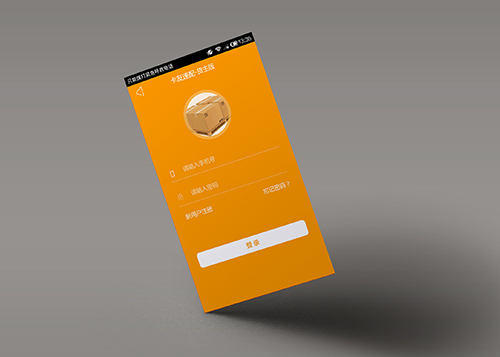 只能拨打紧急呼救电话 13:35
卡友速配-货主版
请输入手机号
请输入密码
新用户注册 忘记密码?
登录